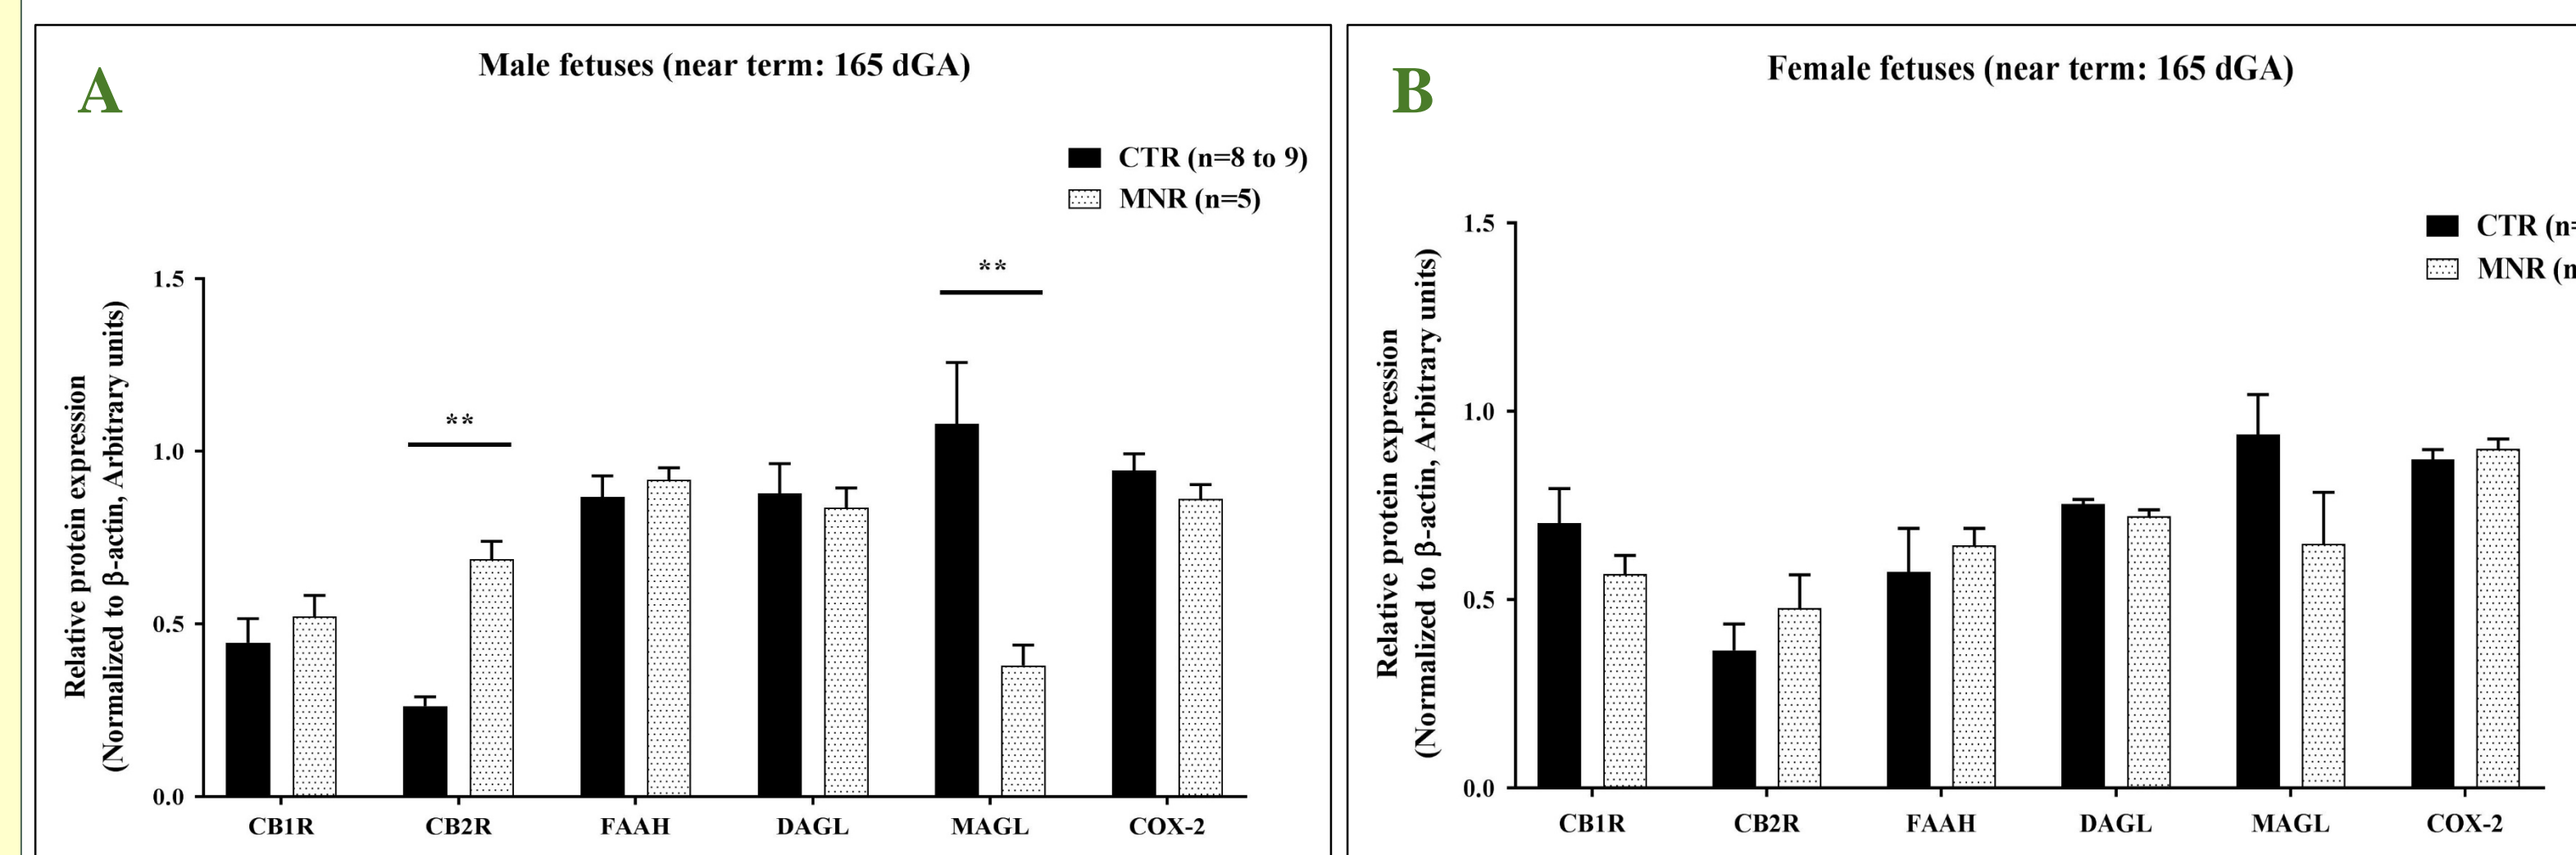 A
Male fetuses (near term: 165 dGA)
CTR (n=8 to 9)
MNR (n=5)
Relative protein expression
(Normalized to β-actin, Arbitrary units)
1.5
1.0
0.5
0.0
**
**
CB1R CB2R FAAH DAGL MAGL COX-2
B
Female fetuses (near term: 165 dGA)
CTR (n=
MNR (n
Relative protein expression
(Normalized to β-actin, Arbitrary units)
1.5
1.0
0.5
0.0
CB1R CB2R FAAH DAGL MAGL COX-2